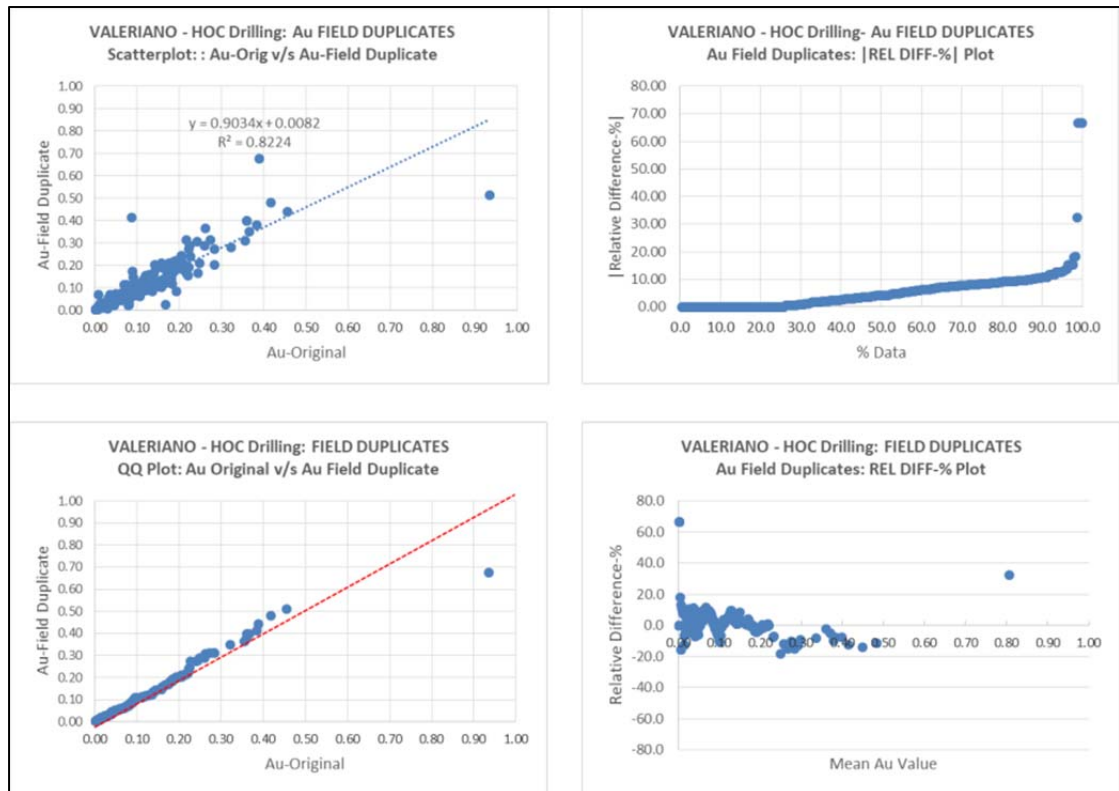 VALERIANO - HOC Drilling: Au FIELD DUPLICATES
Scatterplot: : Au-Orig v/s Au-Field Duplicate
1.00
0.90
0.80
0.70
0.60
0.50
0.40
0.30
0.20
0.10
0.00
y = 0.9034x + 0.0082
R² = 0.8224
Au-Field Duplicate
0.00 0.10 0.20 0.30 0.40 0.50 0.60 0.70 0.80 0.90 1.00
Au-Original
VALERIANO - HOC Drilling- Au FIELD DUPLICATES
Au Field Duplicates: |REL DIFF-%| Plot
80.00
70.00
60.00
50.00
40.00
30.00
20.00
10.00
0.00
|Relative Difference-%|
0.0 10.0 20.0 30.0 40.0 50.0 60.0 70.0 80.0 90.0 100.0
% Data
VALERIANO - HOC Drilling: FIELD DUPLICATES
QQ Plot: Au Original v/s Au Field Duplicate
1.00
0.90
0.80
0.70
0.60
0.50
0.40
0.30
0.20
0.10
0.00
Au-Field Duplicate
0.00 0.10 0.20 0.30 0.40 0.50 0.60 0.70 0.80 0.90 1.00
Au-Original
VALERIANO - HOC Drilling: FIELD DUPLICATES
Au Field Duplicates: REL DIFF-% Plot
80.0
60.0
40.0
20.0
0.0
-20.0
-40.0
-60.0
-80.0
Relative Difference-%
0.00 0.10 0.20 0.30 0.40 0.50 0.60 0.70 0.80 0.90 1.00
Mean Au Value